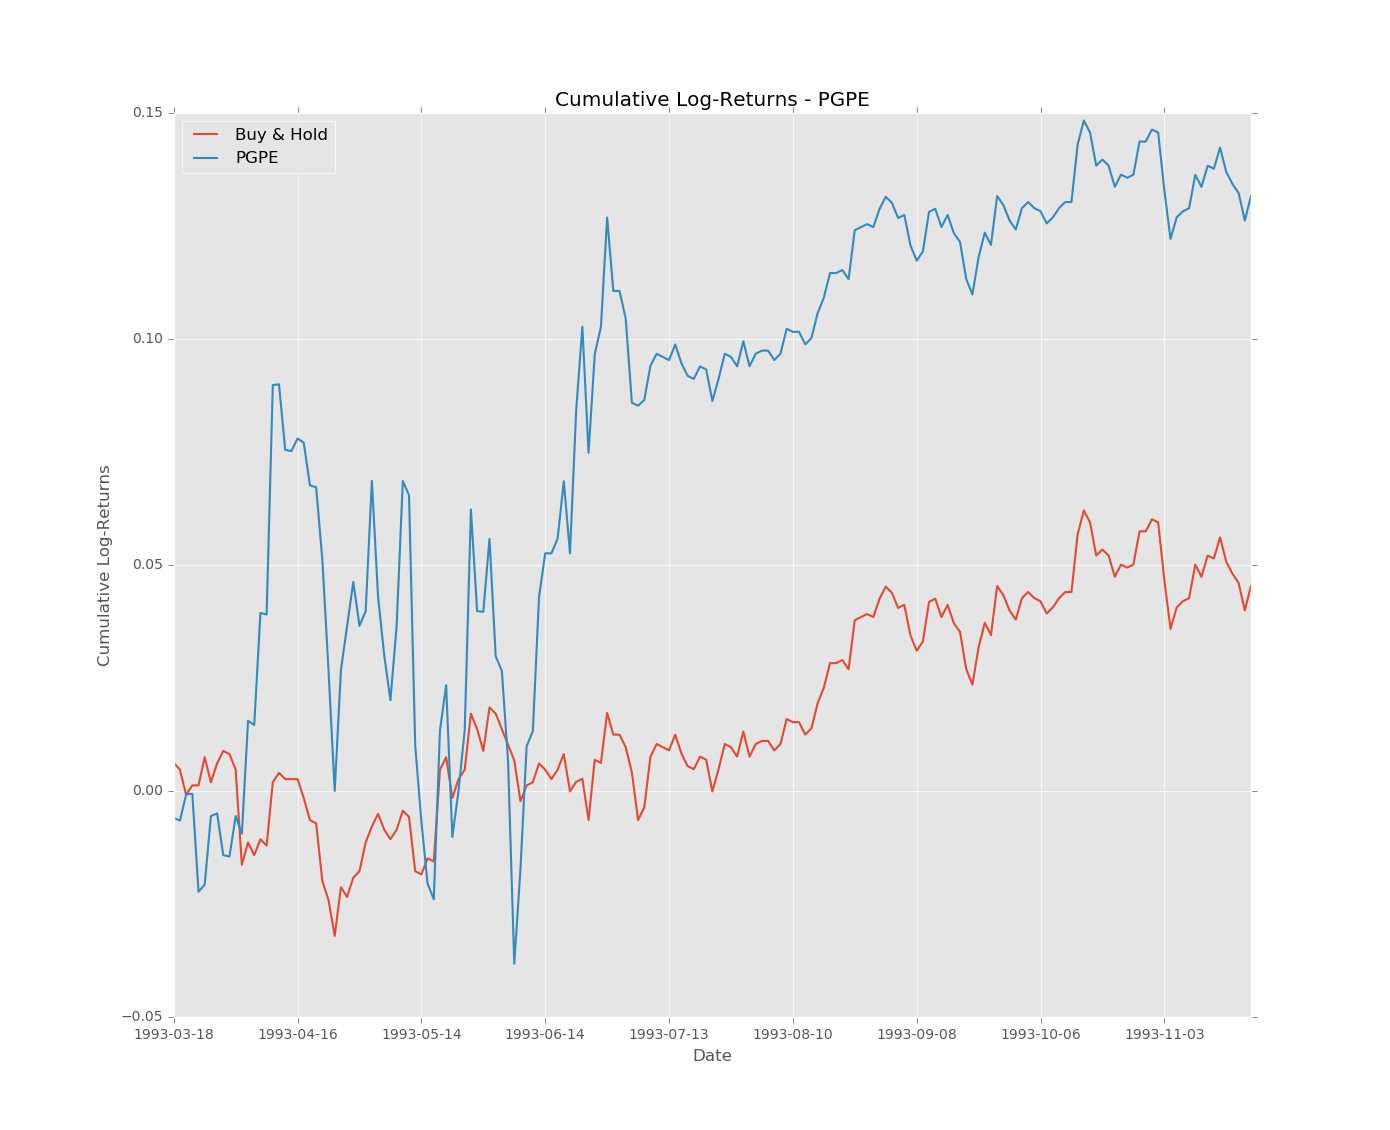 Cumulative Log-Returns - PGPE
Buy & Hold
PGPE
0.15
0.10
0.05
0.00
−0.05
Cumulative Log-Returns
1993-03-18 1993-04-16 1993-05-14 1993-06-14 1993-07-13 1993-08-10 1993-09-08 1993-10-06 1993-11-03
Date